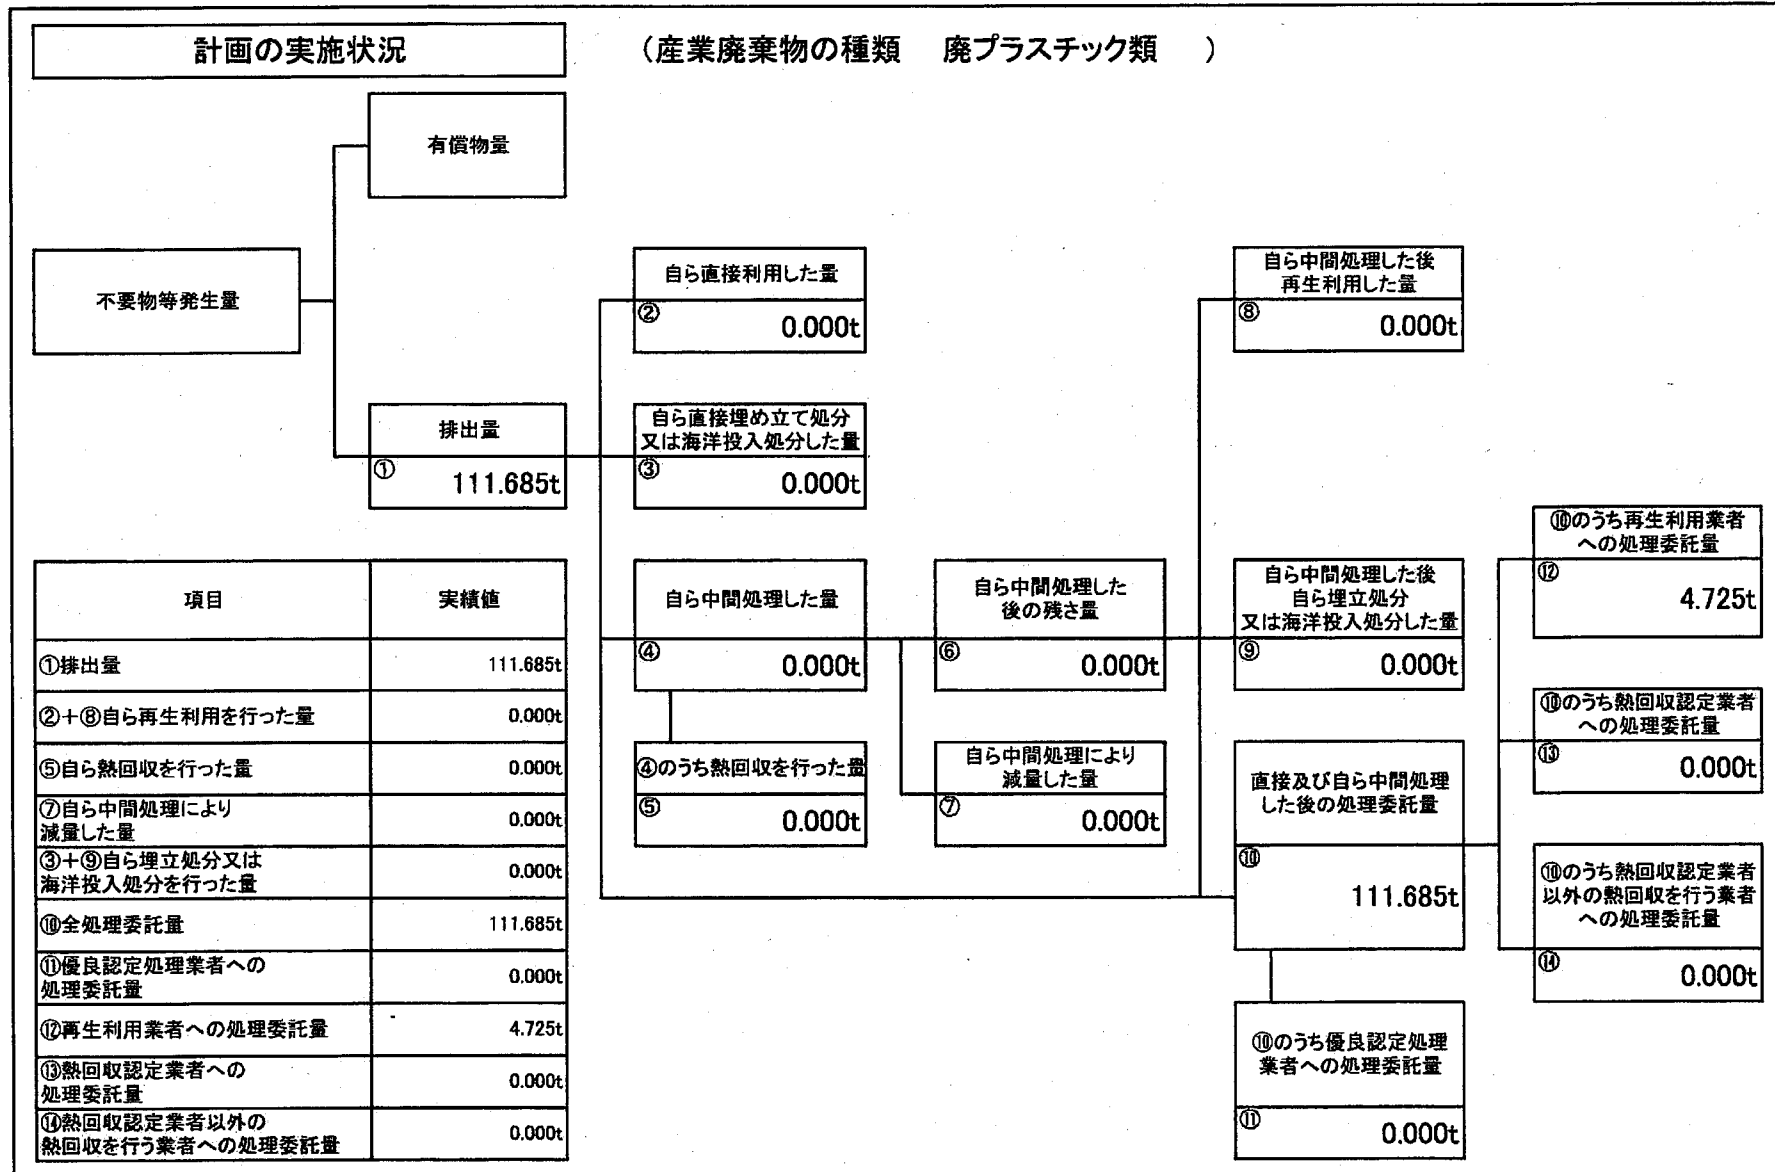 計画の実施状況
（産業廃棄物の種類　廃プラスチック類　）
有償物量
不要物等発生量
自ら直接利用した量
②
0.000t
自ら中間処理した後
再生利用した量
⑧
0.000t
排出量
①
111.685t
自ら直接埋め立て処分
又は海洋投入処分した量
③
0.000t
自ら中間処理した量
④
0.000t
自ら中間処理した
後の残さ量
⑥
0.000t
自ら中間処理した後
自ら埋立処分
又は海洋投入処分した量
⑨
0.000t
⑩のうち再生利用業者
への処理委託量
⑫
4.725t
④のうち熱回収を行った量
⑤
0.000t
自ら中間処理により
減量した量
⑦
0.000t
直接及び自ら中間処理
した後の処理委託量
⑩
111.685t
⑩のうち熱回収認定業者
への処理委託量
⑬
0.000t
⑩のうち熱回収認定業者
以外の熱回収を行う業者
への処理委託量
⑭
0.000t
⑩のうち優良認定処理
業者への処理委託量
⑪
0.000t
項目　実績値
①排出量　111.685t
②＋⑧自ら再生利用を行った量　0.000t
⑤自ら熱回収を行った量　0.000t
⑦自ら中間処理により
減量した量　0.000t
③＋⑨自ら埋立処分又は
海洋投入処分を行った量　0.000t
⑩全処理委託量　111.685t
⑪優良認定処理業者への
処理委託量　0.000t
⑫再生利用業者への処理委託量　4.725t
⑬熱回収認定業者への
処理委託量　0.000t
⑭熱回収認定業者以外の
熱回収を行う業者への処理委託量　0.000t